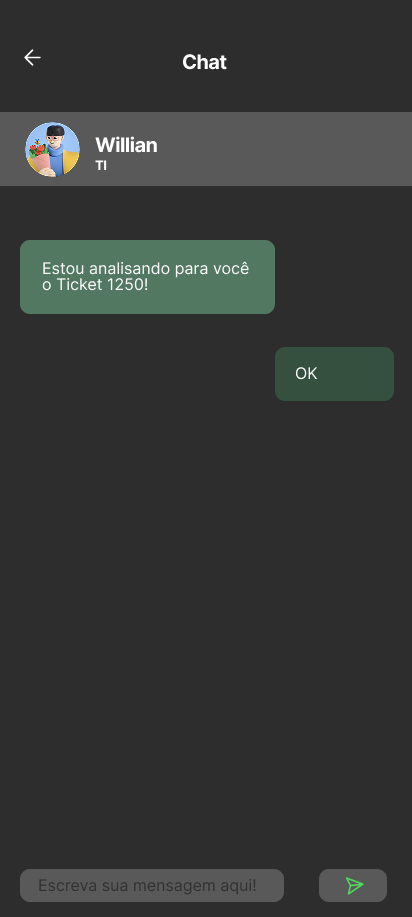 Chat
Willian
TI
Estou analisando para você
o Ticket 1250!
OK
Escreva sua mensagem aqui!